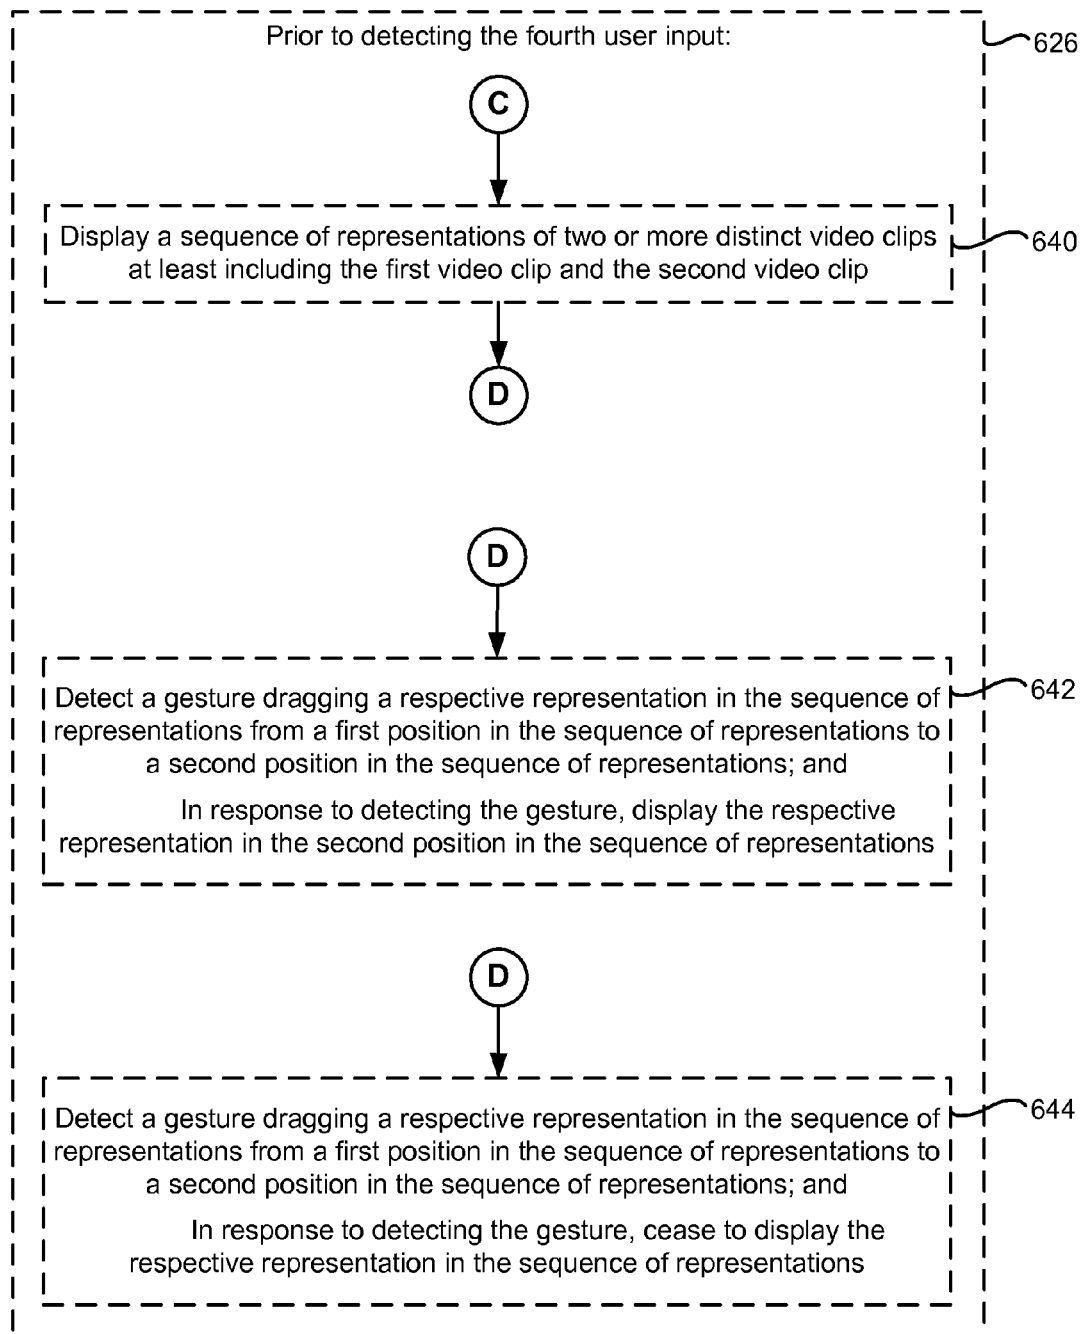 Prior to detecting the fourth user input:
626
C
Display a sequence of representations of two or more distinct video clips
at least including the first video clip and the second video clip
640
D
D
Detect a gesture dragging a respective representation in the sequence of
representations from a first position in the sequence of representations to
a second position in the sequence of representations; and
In response to detecting the gesture, display the respective
representation in the second position in the sequence of representations
642
D
Detect a gesture dragging a respective representation in the sequence of
representations from a first position in the sequence of representations to
a second position in the sequence of representations; and
In response to detecting the gesture, cease to display the
respective representation in the sequence of representations
644